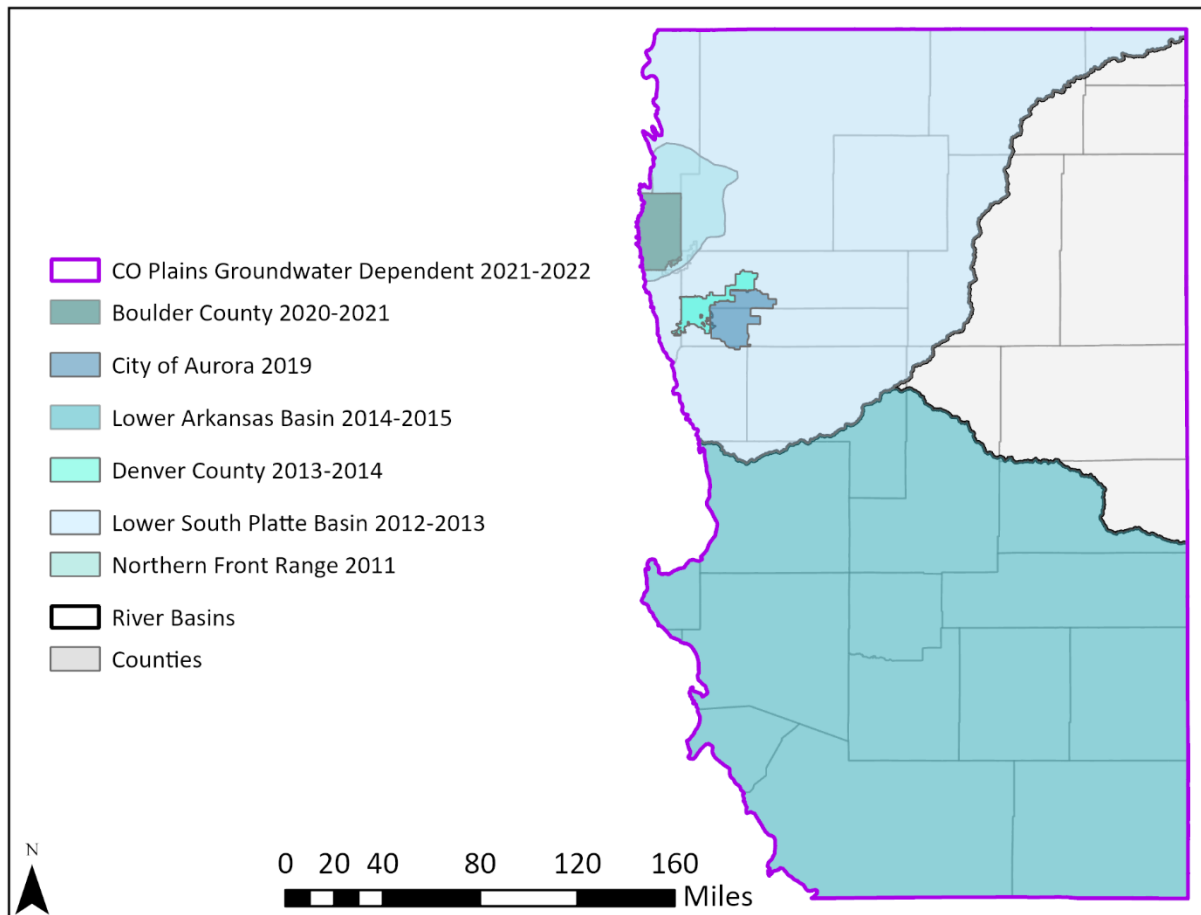 CO Plains Groundwater Dependent 2021-2022
Boulder County 2020-2021
City of Aurora 2019
Lower Arkansas Basin 2014-2015
Denver County 2013-2014
Lower South Platte Basin 2012-2013
Northern Front Range 2011
River Basins
Counties
N
0 20 40 80 120 160
Miles